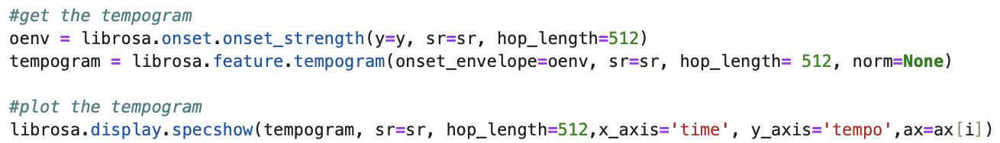 #get the tempogram
oenv = librosa.onset.onset_strength(y=y, sr=sr, hop_length=512)
tempogram = librosa.feature.tempogram(onset_envelope=oenv, sr=sr, hop_length= 512, norm=None)
#plot the tempogram
librosa.display.specshow(tempogram, sr=sr, hop_length=512,x_axis='time', y_axis='tempo',ax=ax[i])